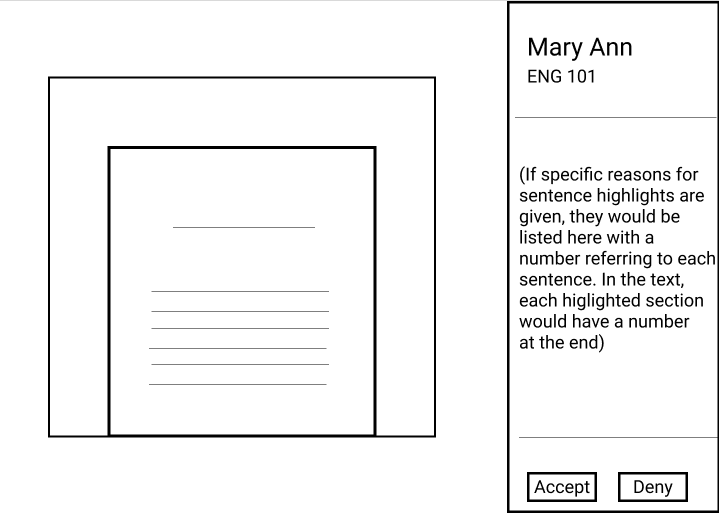 Mary Ann
ENG 101
(If specific reasons for
sentence highlights are
given, they would be
listed here with a
number referring to each
sentence. In the text,
each higlighted section
would have a number
at the end)
Accept
Deny